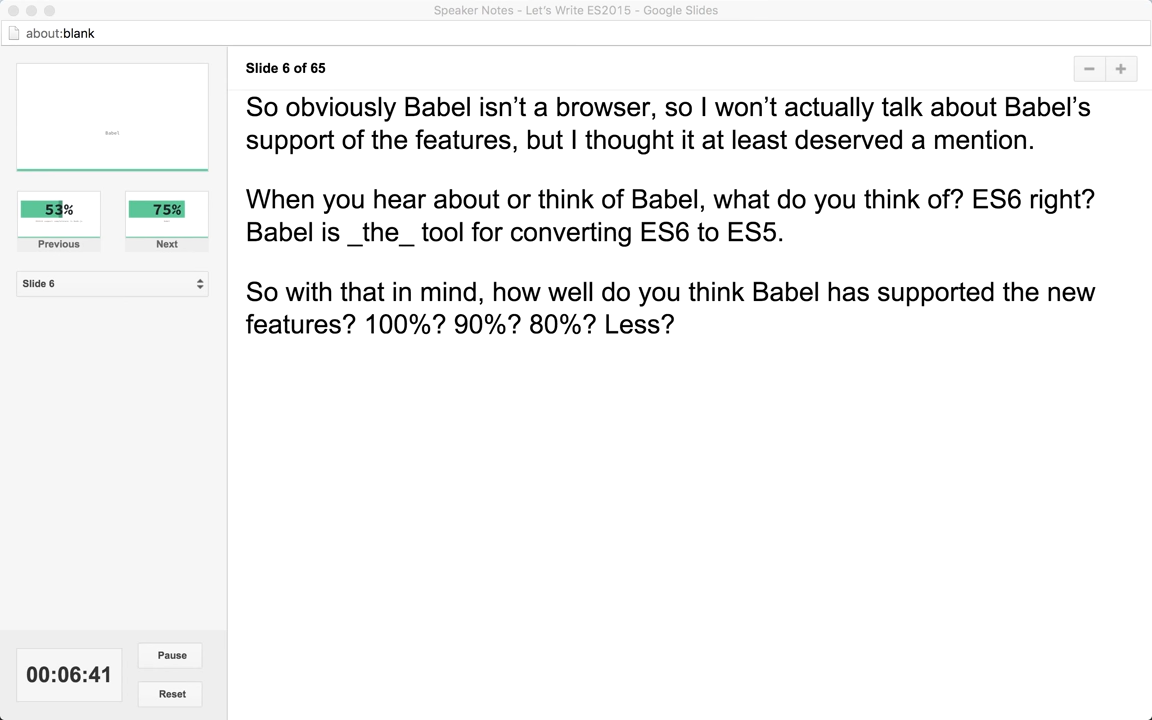 Speaker Notes - Let's Write ES2015 - Google Slides
about:blank
Babel
53%
75%
Previous
Next
Slide 6
00:06:41
Pause
Reset
Slide 6 of 65
− +
So obviously Babel isn’t a browser, so I won’t actually talk about Babel’s
support of the features, but I thought it at least deserved a mention.
When you hear about or think of Babel, what do you think of? ES6 right?
Babel is _the_ tool for converting ES6 to ES5.
So with that in mind, how well do you think Babel has supported the new
features? 100%? 90%? 80%? Less?